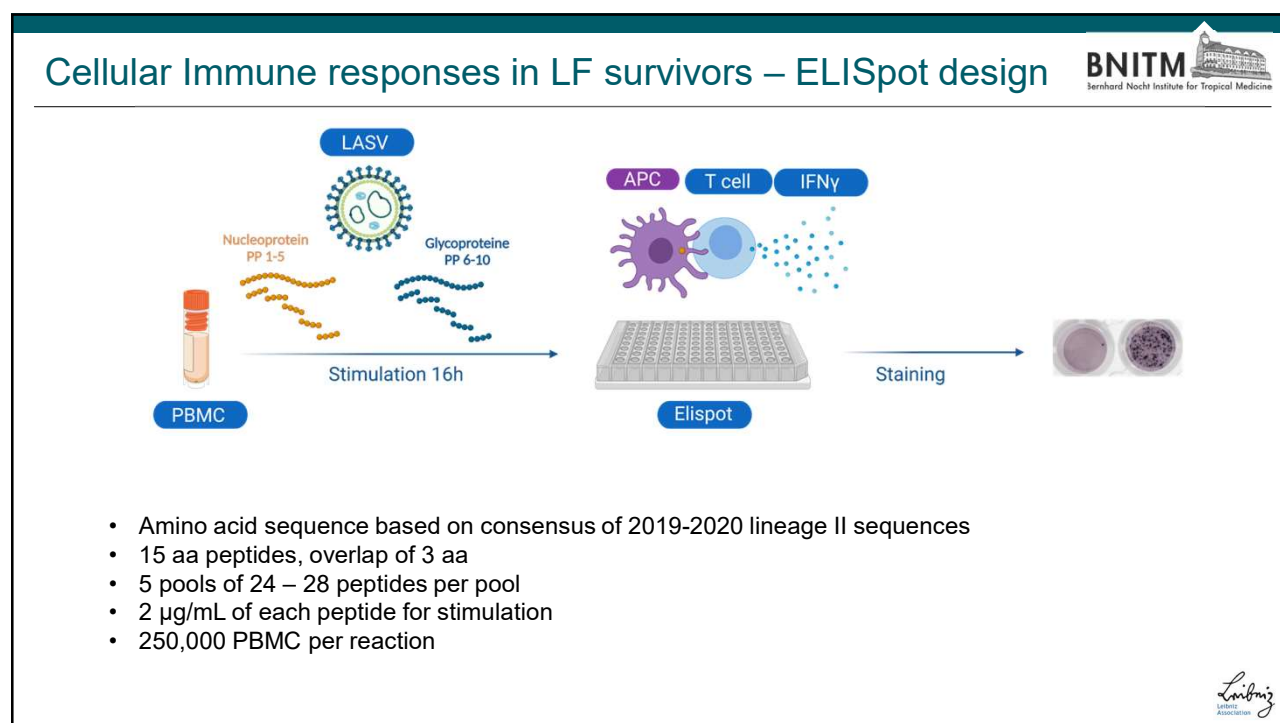 Cellular Immune responses in LF survivors – ELISpot design
BNITM
Bernhard Nocht Institute for Tropical Medicine
LASV
APC
T cell
IFNγ
Nucleoprotein
PP 1-5
Glycoproteine
PP 6-10
Stimulation 16h
Staining
PBMC
Elispot
• Amino acid sequence based on consensus of 2019-2020 lineage II sequences
• 15 aa peptides, overlap of 3 aa
• 5 pools of 24 – 28 peptides per pool
• 2 µg/mL of each peptide for stimulation
• 250,000 PBMC per reaction
Leibniz
Leibniz
Association